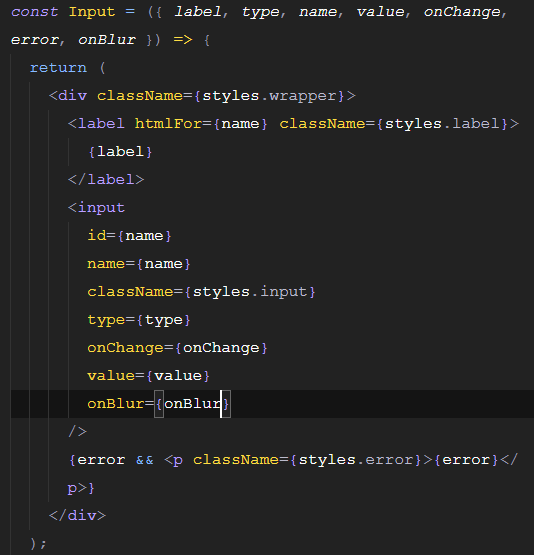 const Input = ({ label, type, name, value, onChange,
error, onBlur }) => {
return (
<div className={styles.wrapper}>
<label htmlFor={name} className={styles.label}>
{label}
</label>
<input
id={name}
name={name}
className={styles.input}
type={type}
onChange={onChange}
value={value}
onBlur={onBlur}
/>
{error && <p className={styles.error}>{error}</
p>}
</div>
);